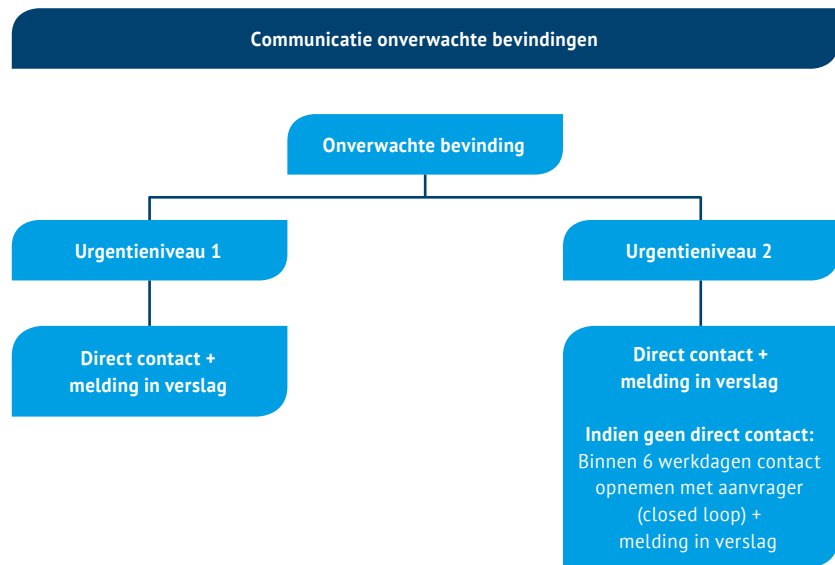 Communicatie onverwachte bevindingen
Onverwachte bevinding
Urgentieniveau 1
Urgentieniveau 2
Direct contact +
melding in verslag
Direct contact +
melding in verslag
Indien geen direct contact:
Binnen 6 werkdagen contact
opnemen met aanvrager
(closed loop) +
melding in verslag